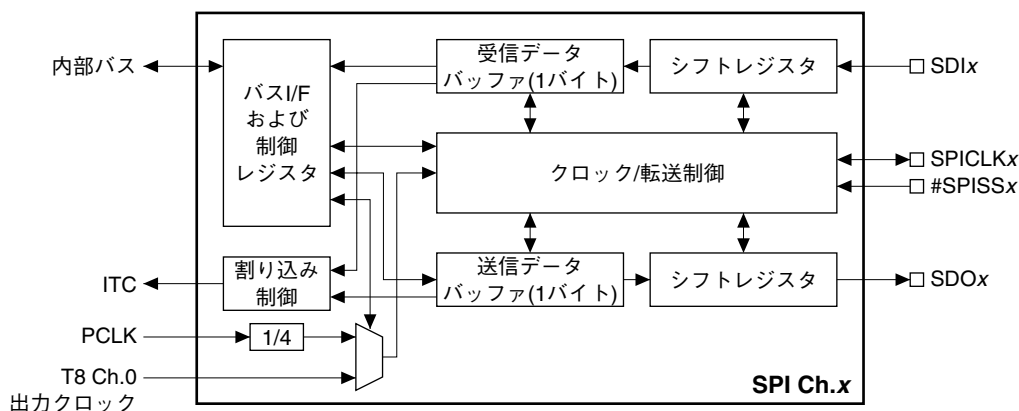 内部バス
バスI/F
および
制御
レジスタ
受信データ
バッファ(1バイト)
シフトレジスタ
SDIx
クロック/転送制御
SPICLKx
#SPISSx
ITC
割り込み
制御
送信データ
バッファ(1バイト)
シフトレジスタ
SDOx
PCLK
1/4
T8 Ch.0
出力クロック
SPI Ch.x